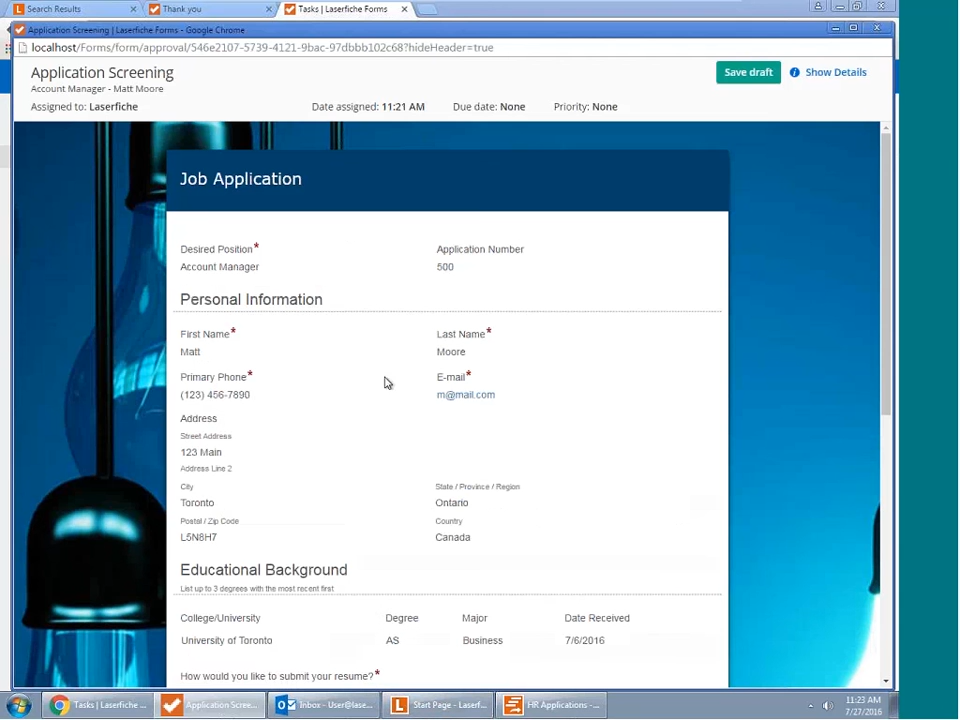 Search Results
Thank you
Tasks | Laserfiche Forms
Application Screening | Laserfiche Forms - Google Chrome
localhost/Forms/form/approval/546e2107-5739-4121-9bac-97dbbb102c68?hideHeader=true
Application Screening
Account Manager - Matt Moore
Save draft
Show Details
Assigned to: Laserfiche
Date assigned: 11:21 AM
Due date: None
Priority: None
Job Application
Desired Position*
Application Number
Account Manager
500
Personal Information
First Name*
Last Name*
Matt
Moore
Primary Phone*
E-mail*
(123) 456-7890
m@mail.com
Address
Street Address
123 Main
Address Line 2
City
State / Province / Region
Toronto
Ontario
Postal / Zip Code
Country
L5N8H7
Canada
Educational Background
List up to 3 degrees with the most recent first
College/University
Degree
Major
Date Received
University of Toronto
AS
Business
7/6/2016
How would you like to submit your resume?*
Tasks | Laserfiche ...
Application Scree...
Inbox - User@lase...
Start Page - Laserf...
HR Applications - ...
11:23 AM
7/27/2016